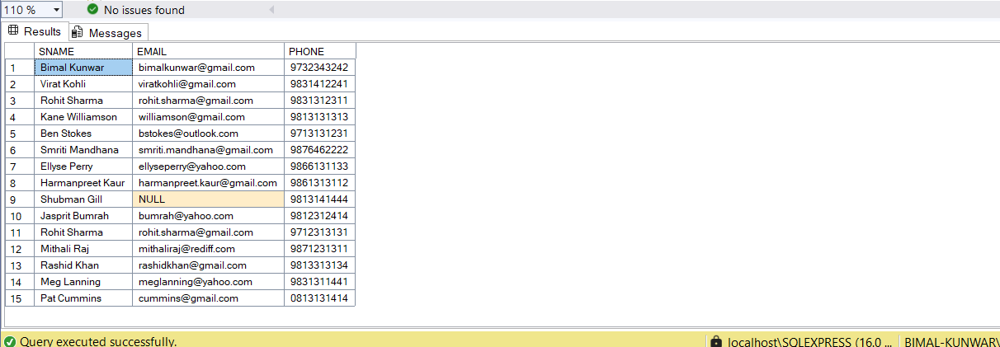 110 % No issues found
Results Messages
SNAME EMAIL PHONE
1 Bimal Kunwar bimalkunwar@gmail.com 9732343242
2 Virat Kohli viratkohli@gmail.com 9831412241
3 Rohit Sharma rohit.sharma@gmail.com 9831312311
4 Kane Williamson williamson@gmail.com 9813131313
5 Ben Stokes bstokes@outlook.com 9713131231
6 Smriti Mandhana smriti.mandhana@gmail.com 9876462222
7 Ellyse Perry ellyseperry@yahoo.com 9866131133
8 Harmanpreet Kaur harmanpreet.kaur@gmail.com 9861313112
9 Shubman Gill NULL 9813141444
10 Jasprit Bumrah bumrah@yahoo.com 9812312414
11 Rohit Sharma rohit.sharma@gmail.com 9712313131
12 Mithali Raj mithaliraj@rediff.com 9871231311
13 Rashid Khan rashidkhan@gmail.com 9813313134
14 Meg Lanning meglanning@yahoo.com 9831311441
15 Pat Cummins cummins@gmail.com 0813131414
Query executed successfully. localhost\SQLEXPRESS (16.0 ... BIMAL-KUNWAR\